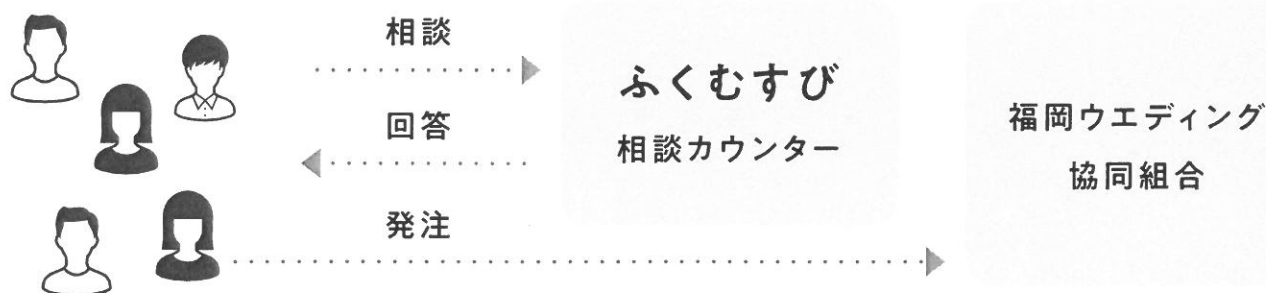 相談
回答
発注
ふくむすび
相談カウンター
福岡ウエディング
協同組合